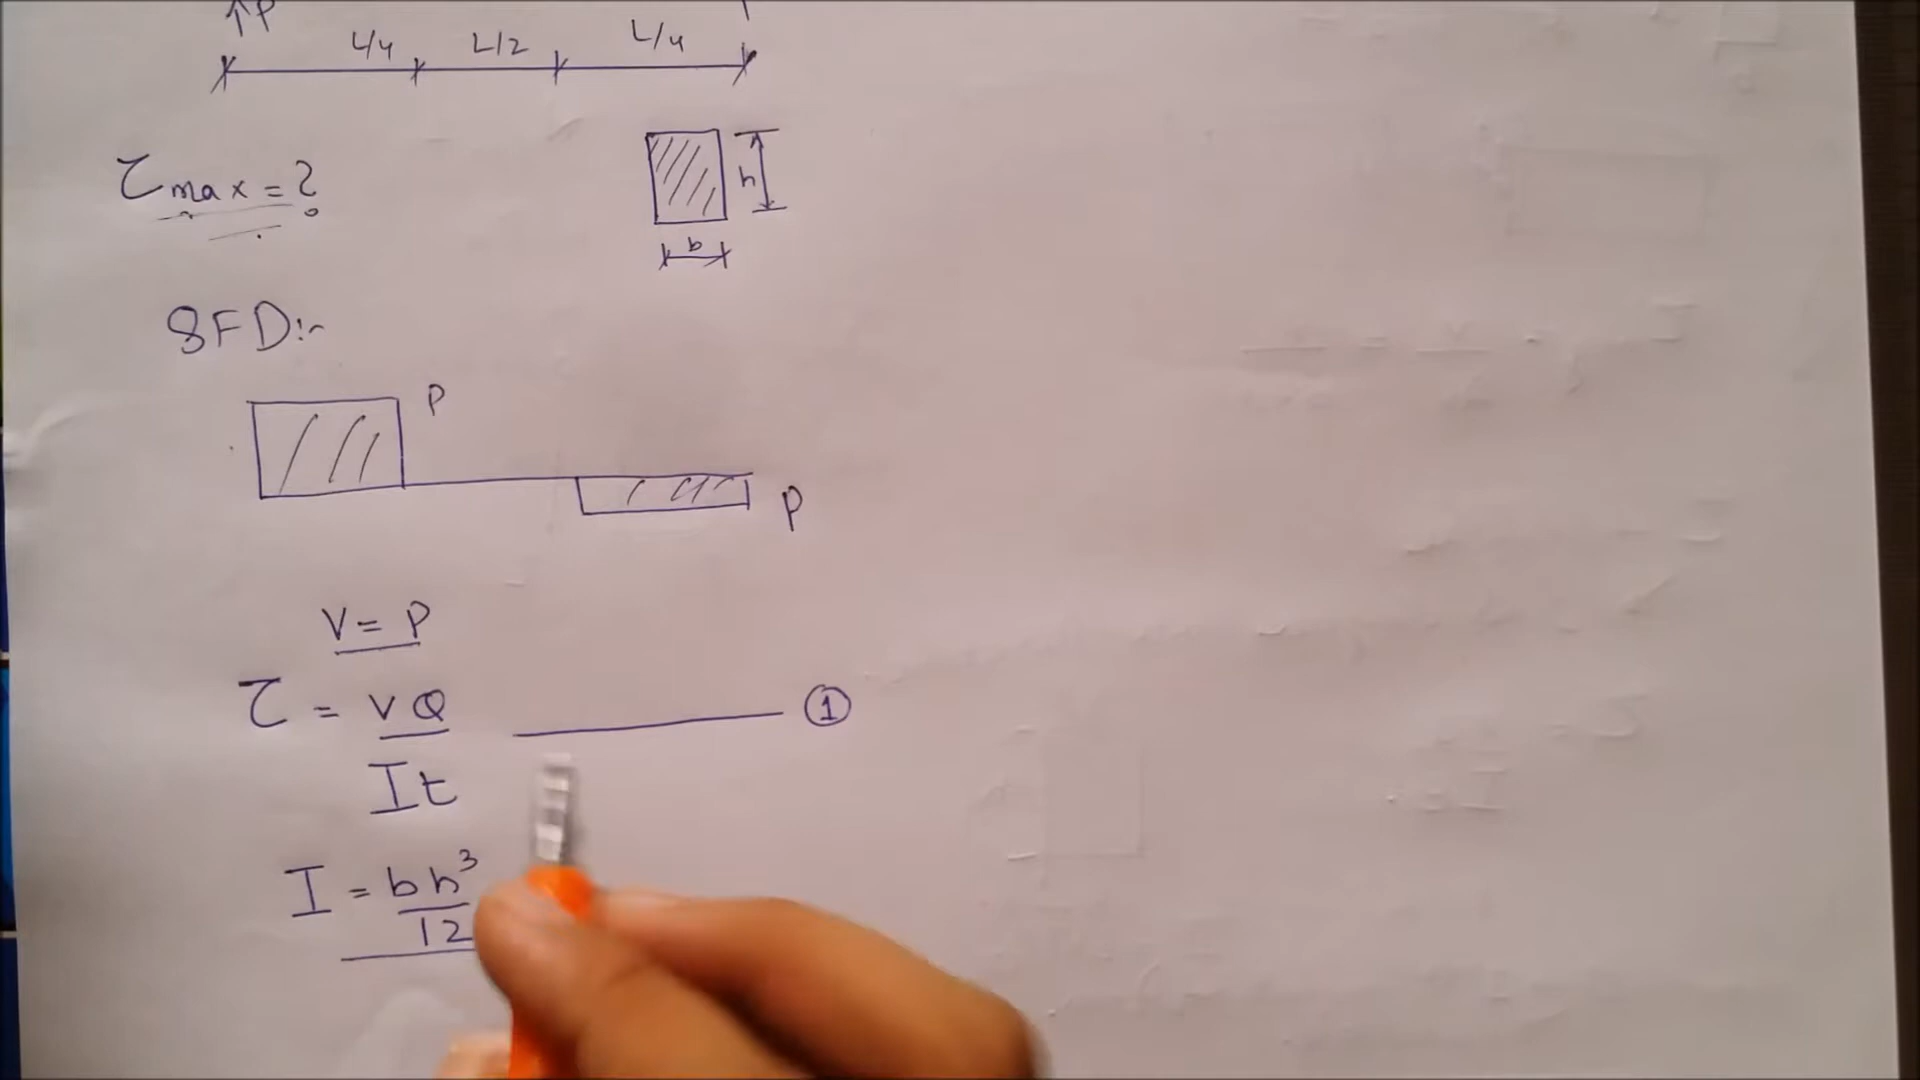 ↑P
L/4 L/2 L/4
τmax = ?
h
b
SFD:-
P
P
V = P
τ = VQ ①
It
I = bh³
12